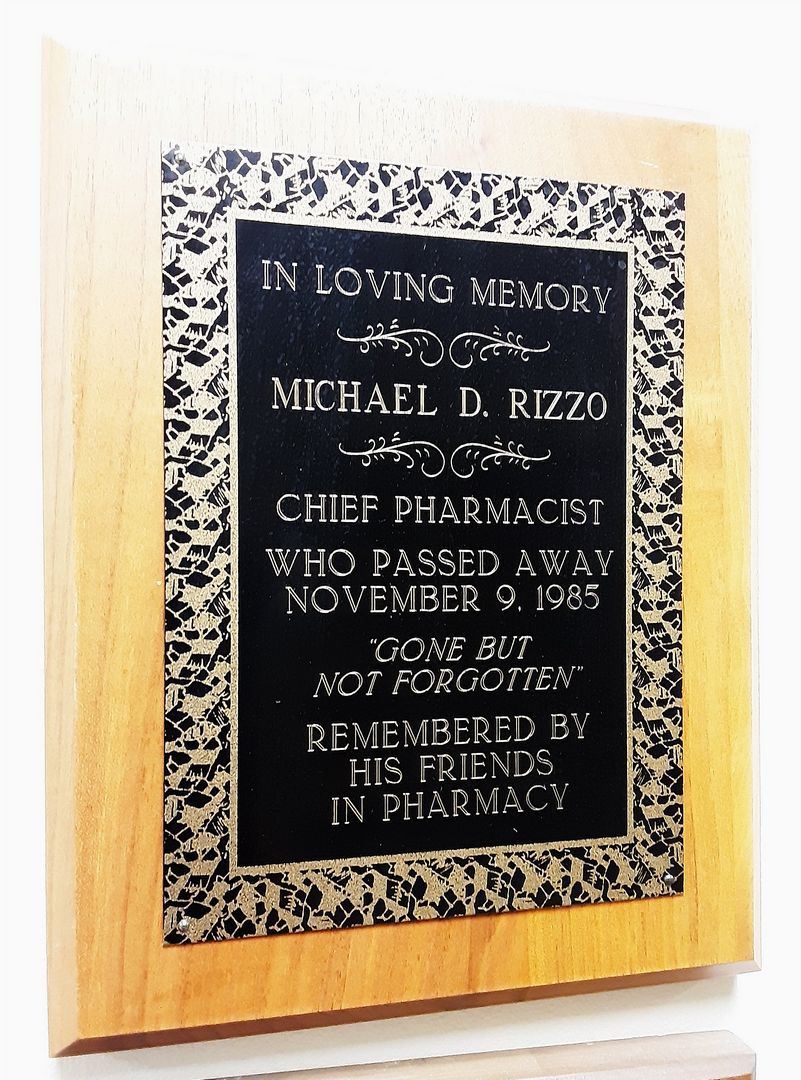 IN LOVING MEMORY
MICHAEL D. RIZZO
CHIEF PHARMACIST
WHO PASSED AWAY
NOVEMBER 9, 1985
"GONE BUT
NOT FORGOTTEN"
REMEMBERED BY
HIS FRIENDS
IN PHARMACY